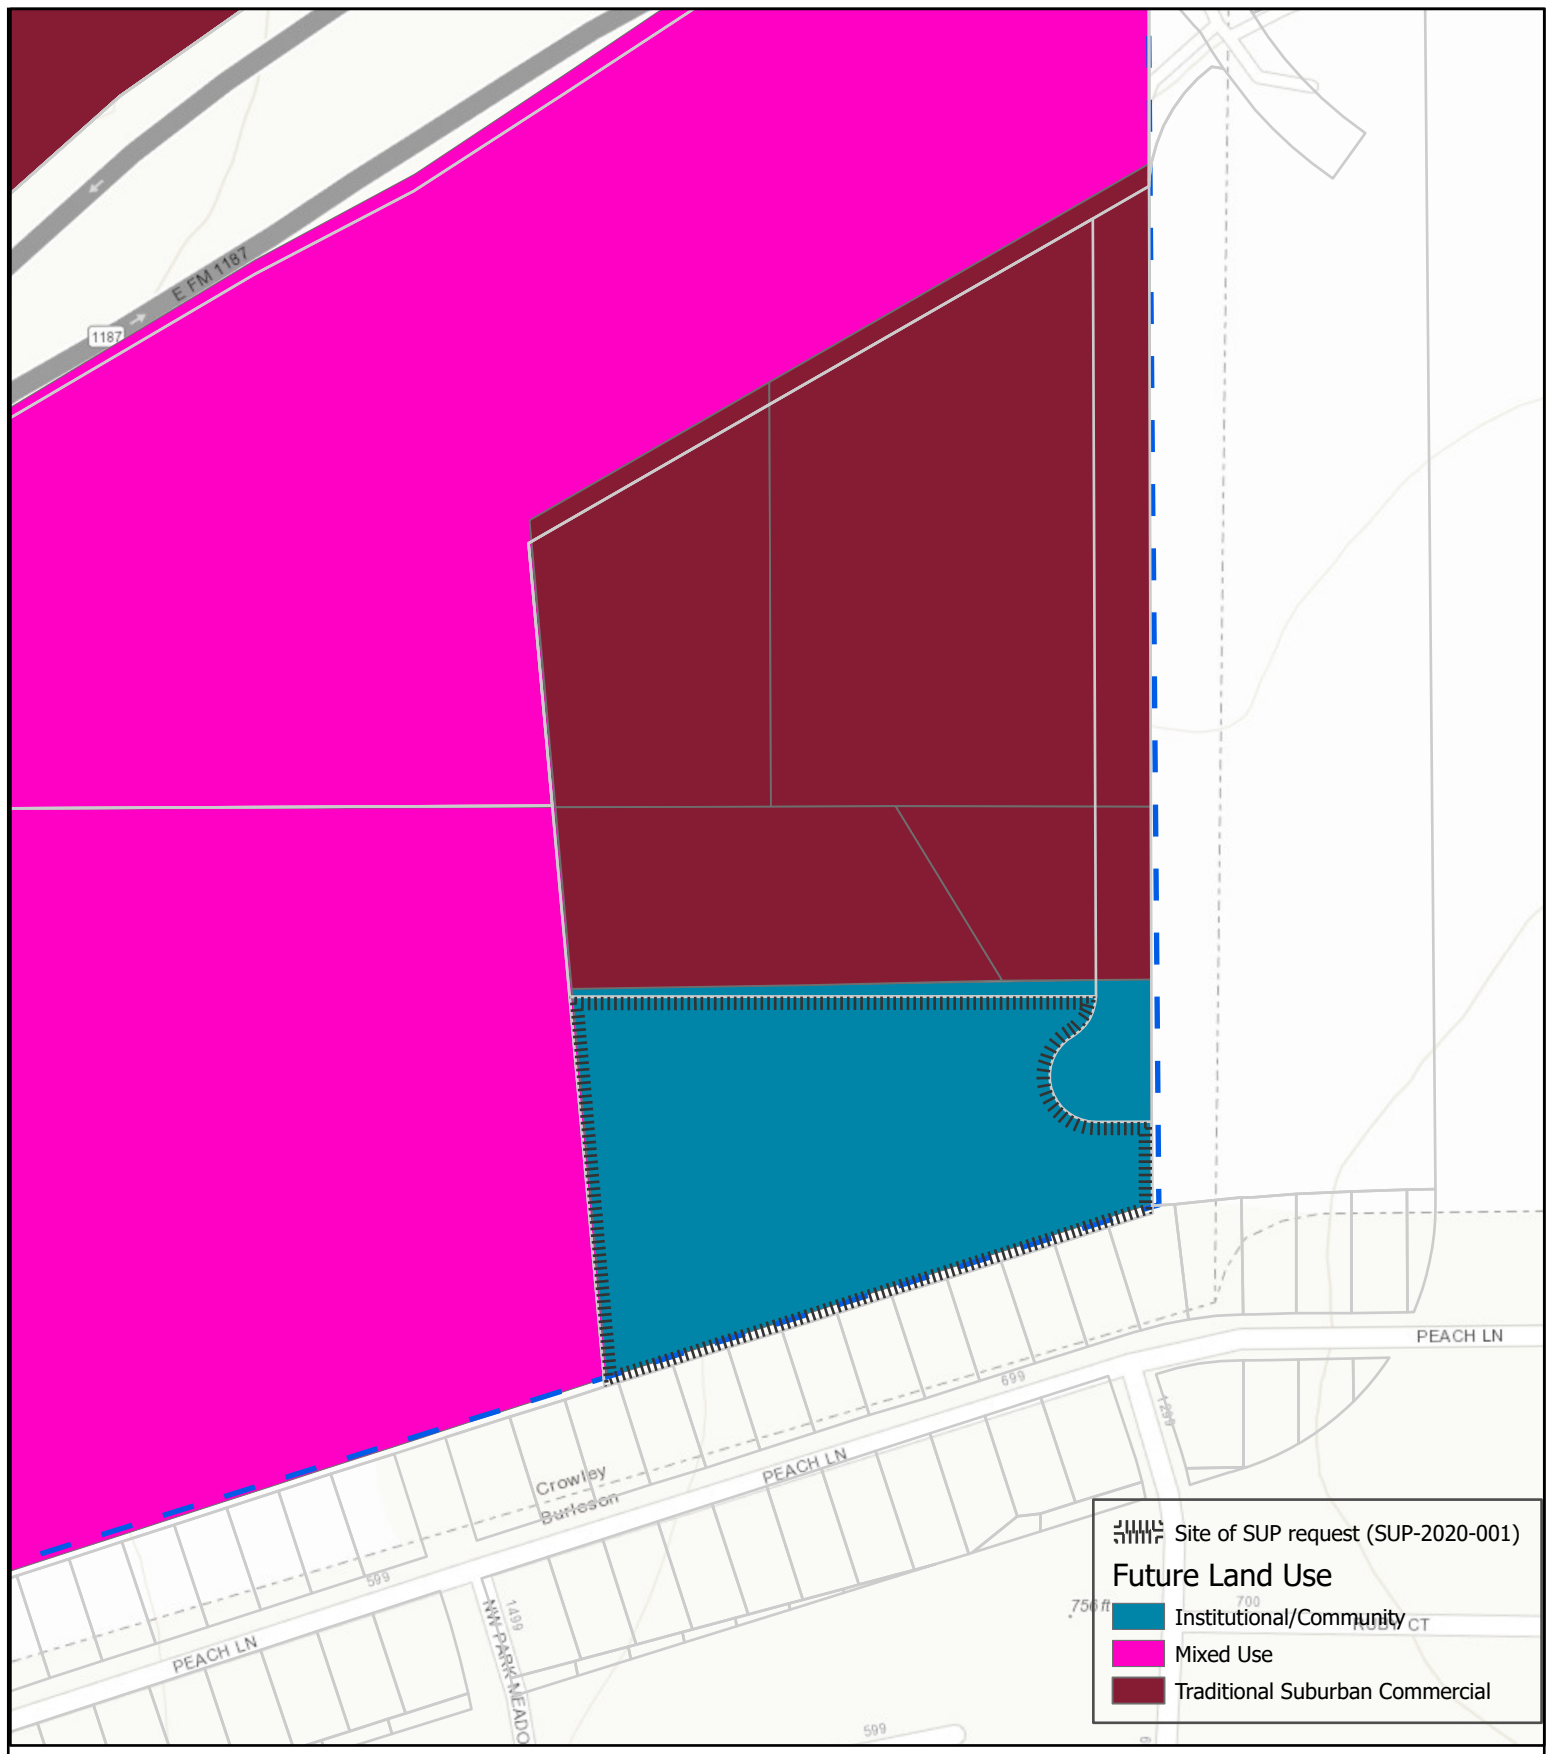 E FM 1187
1187
PEACH LN
699
1299
PEACH LN
Crowley
Burleson
599
1499
NW PARK MEADO
PEACH LN
599
756 ft
700
RUBY CT
Site of SUP request (SUP-2020-001)
Future Land Use
Institutional/Community
Mixed Use
Traditional Suburban Commercial